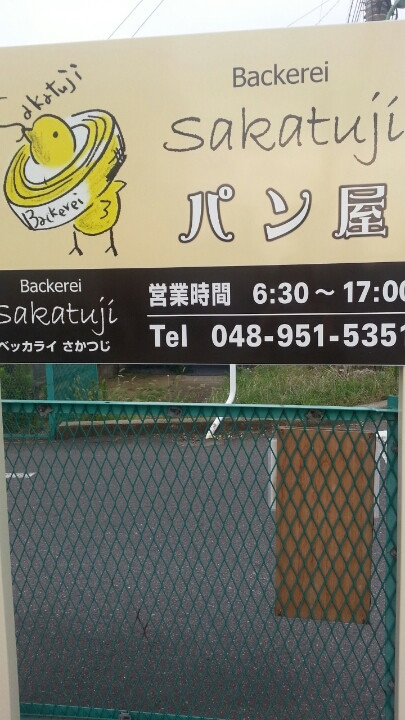 Sakatuji
Backerei
Backerei
sakatuji
パン屋
Backerei
sakatuji
ベッカライ さかつじ
営業時間 6:30～17:00
Tel 048-951-5351